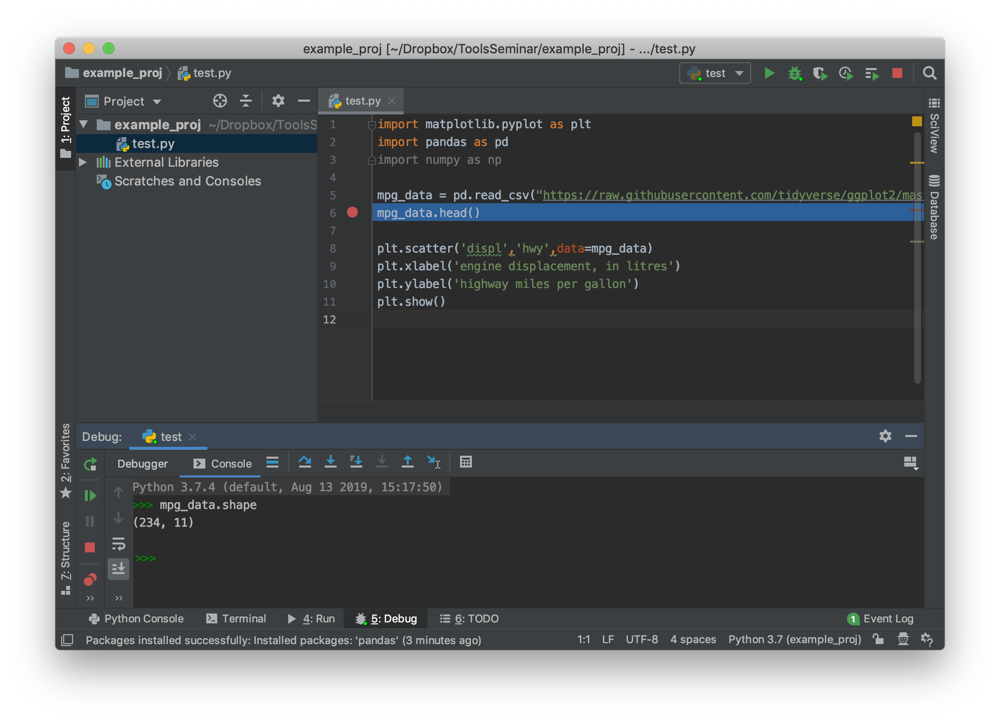 example_proj [~/Dropbox/ToolsSeminar/example_proj] - .../test.py
example_proj test.py
test
1: Project
Project
test.py
example_proj ~/Dropbox/ToolsS
test.py
External Libraries
Scratches and Consoles
1 import matplotlib.pyplot as plt
2 import pandas as pd
3 import numpy as np
4
5 mpg_data = pd.read_csv("https://raw.githubusercontent.com/tidyverse/ggplot2/mas
6 mpg_data.head()
7
8 plt.scatter('displ','hwy',data=mpg_data)
9 plt.xlabel('engine displacement, in litres')
10 plt.ylabel('highway miles per gallon')
11 plt.show()
12
SciView
Database
2: Favorites
7: Structure
Debug: test
Debugger Console
Python 3.7.4 (default, Aug 13 2019, 15:17:50)
>>> mpg_data.shape
(234, 11)
>>>
Python Console Terminal 4: Run 5: Debug 6: TODO 1 Event Log
Packages installed successfully: Installed packages: 'pandas' (3 minutes ago) 1:1 LF UTF-8 4 spaces Python 3.7 (example_proj)